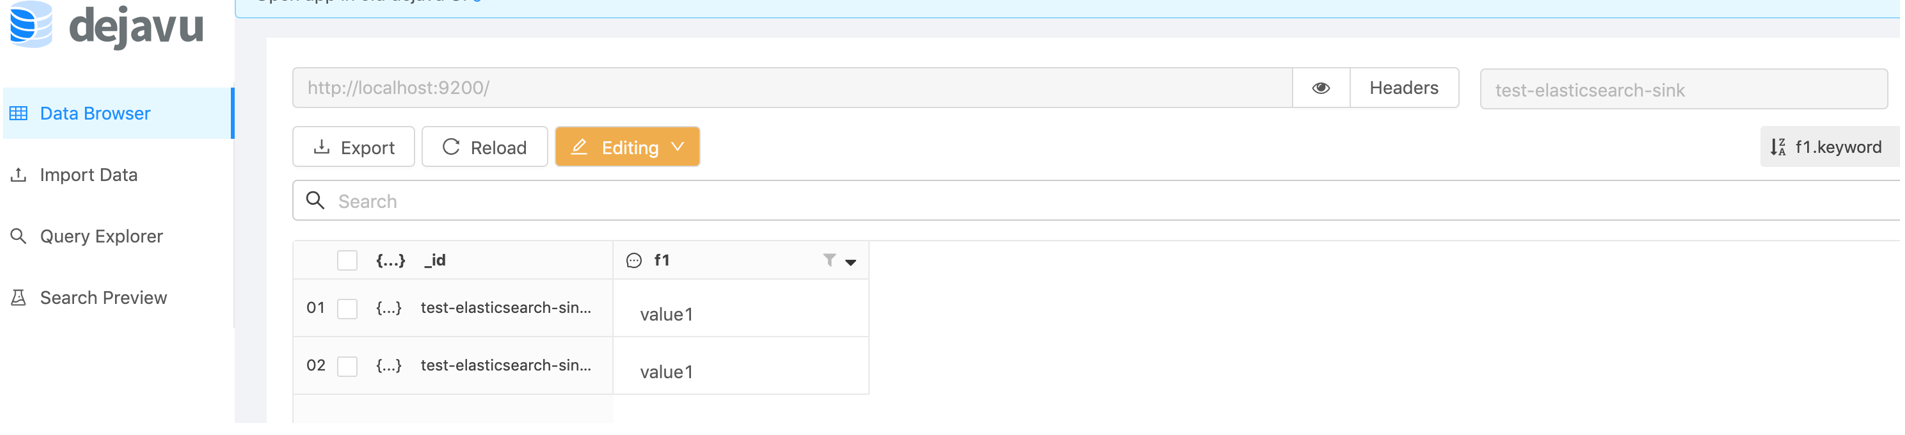 dejavu
http://localhost:9200/
Headers
test-elasticsearch-sink
Data Browser
Import Data
Query Explorer
Search Preview
Export
Reload
Editing
f1.keyword
Search
{...} _id f1
01 {...} test-elasticsearch-sin... value1
02 {...} test-elasticsearch-sin... value1